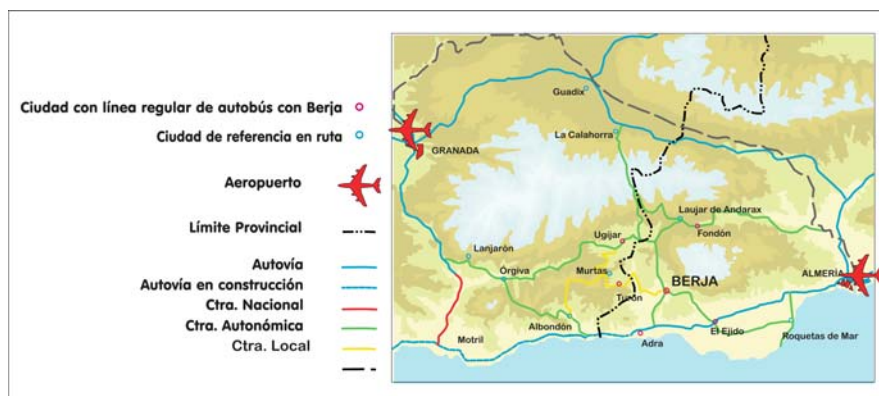 Ciudad con línea regular de autobús con Berja
Ciudad de referencia en ruta
Aeropuerto
Límite Provincial
Autovía
Autovía en construcción
Ctra. Nacional
Ctra. Autonómica
Ctra. Local
Guadix
La Calahorra
GRANADA
Laujar de Andarax
Fondón
Ugíjar
Lanjarón
Órgiva
Murtas
Turón
BERJA
ALMERÍA
Albondón
Motril
Adra
El Ejido
Roquetas de Mar